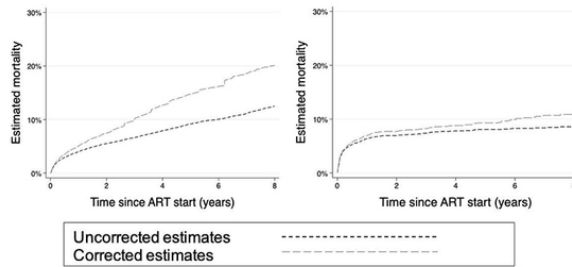 30%
20%
10%
0%
Estimated mortality
0 2 4 6 8
Time since ART start (years)
30%
20%
10%
0%
Estimated mortality
0 2 4 6 8
Time since ART start (years)
Uncorrected estimates
Corrected estimates